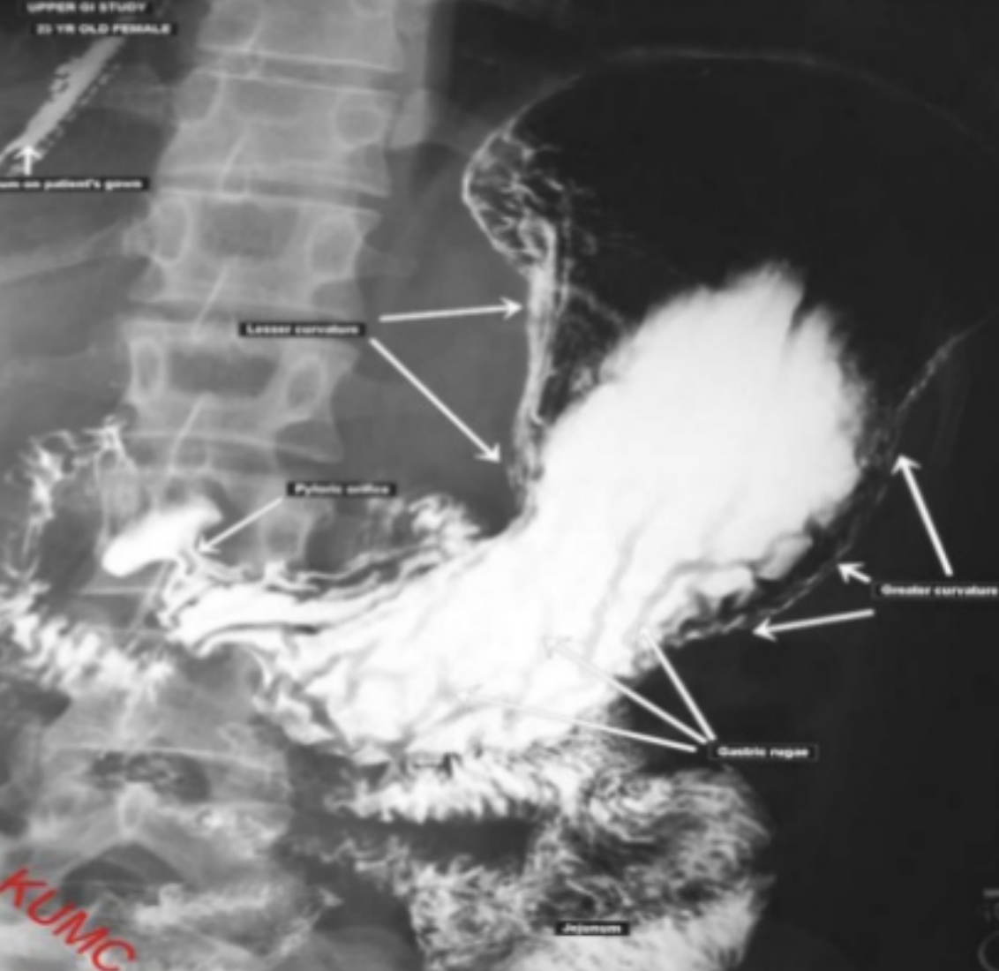 UPPER GI STUDY
23 YR OLD FEMALE
um on patient's gown
Lesser curvature
Pyloric orifice
Greater curvature
Gastric rugae
Jejunum
KUMC